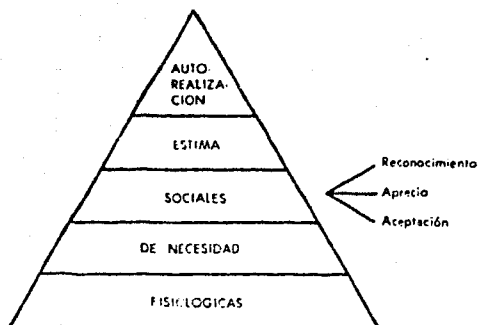 AUTO-
REALIZA-
CION
ESTIMA
SOCIALES
Reconocimiento
Aprecio
Aceptación
DE NECESIDAD
FISIOLOGICAS